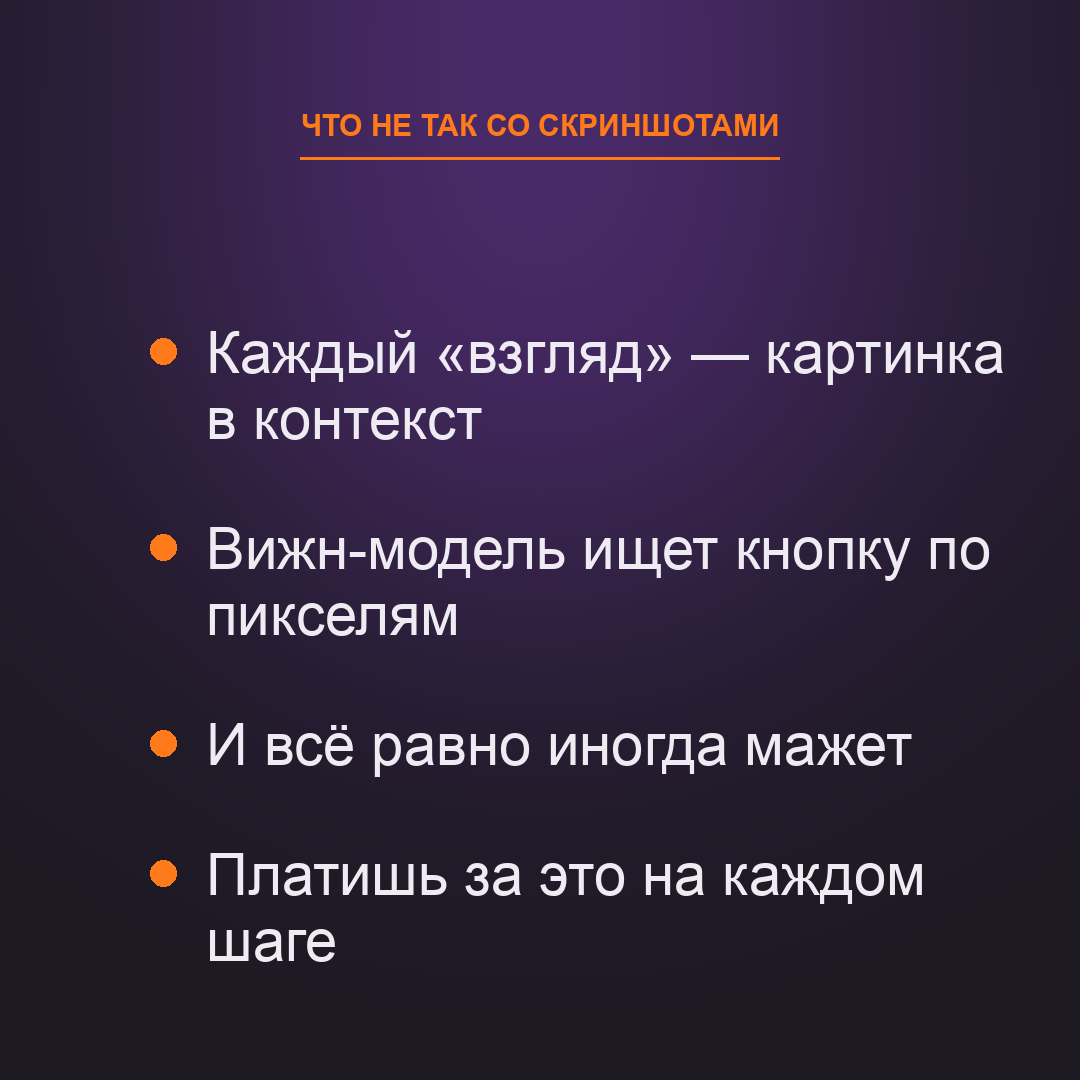 ЧТО НЕ ТАК СО СКРИНШОТАМИ
Каждый «взгляд» — картинка
в контекст
Вижн-модель ищет кнопку по
пикселям
И всё равно иногда мажет
Платишь за это на каждом
шаге